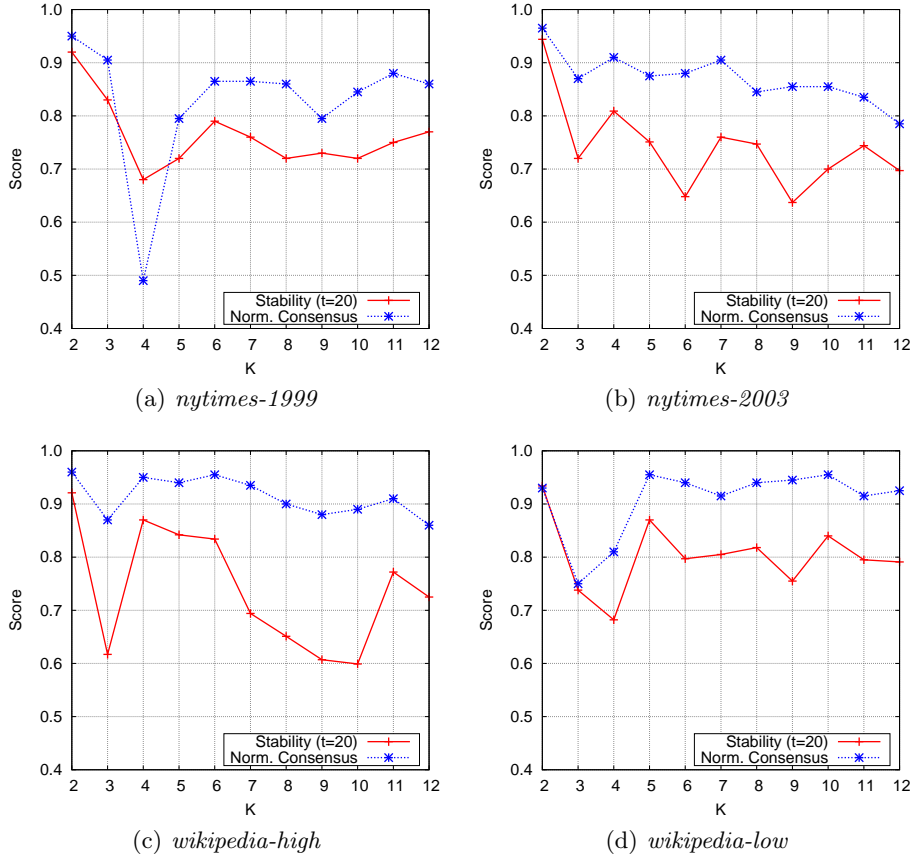 1.0
0.9
0.8
0.7
0.6
0.5
0.4
Score
2 3 4 5 6 7 8 9 10 11 12
K
Stability (t=20)
Norm. Consensus
(a) nytimes-1999
1.0
0.9
0.8
0.7
0.6
0.5
0.4
Score
2 3 4 5 6 7 8 9 10 11 12
K
Stability (t=20)
Norm. Consensus
(b) nytimes-2003
1.0
0.9
0.8
0.7
0.6
0.5
0.4
Score
2 3 4 5 6 7 8 9 10 11 12
K
Stability (t=20)
Norm. Consensus
(c) wikipedia-high
1.0
0.9
0.8
0.7
0.6
0.5
0.4
Score
2 3 4 5 6 7 8 9 10 11 12
K
Stability (t=20)
Norm. Consensus
(d) wikipedia-low